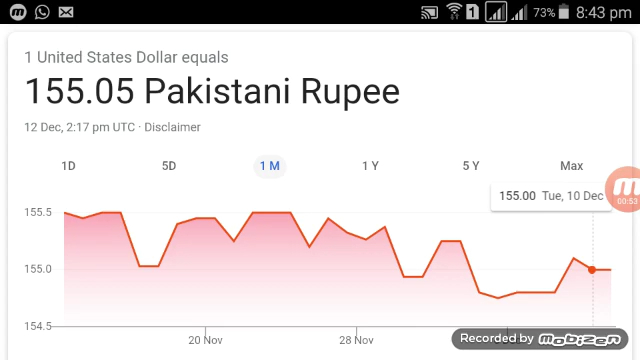 73% 8:43 pm
1 United States Dollar equals
155.05 Pakistani Rupee
12 Dec, 2:17 pm UTC · Disclaimer
1D 5D 1 M 1 Y 5 Y Max
155.00 Tue, 10 Dec
00:53
155.5
155.0
154.5
20 Nov 28 Nov
Recorded by mobizen